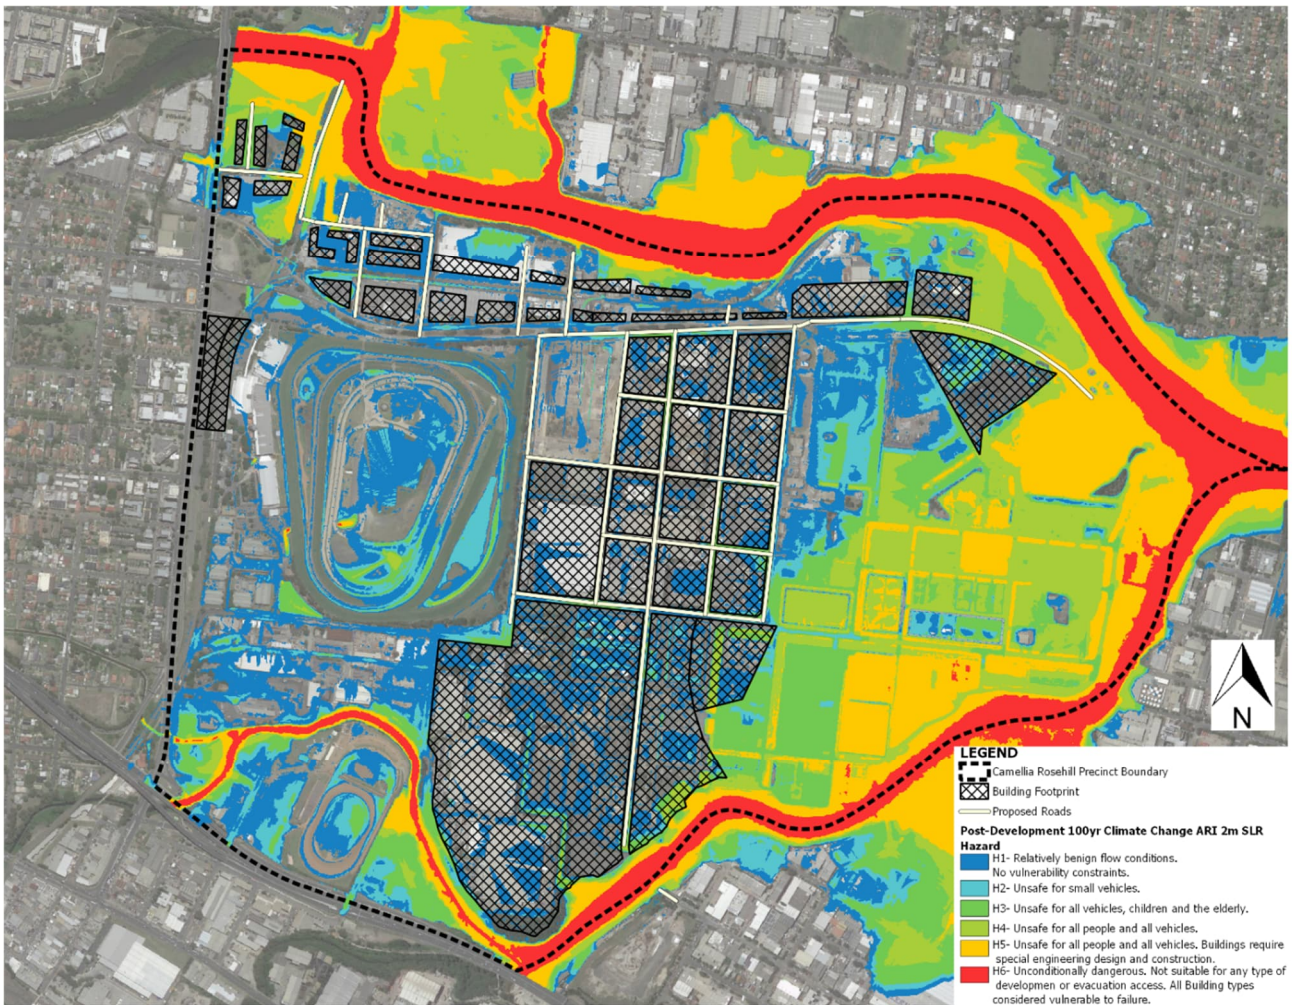 N
LEGEND
Camellia Rosehill Precinct Boundary
Building Footprint
Proposed Roads
Post-Development 100yr Climate Change ARI 2m SLR
Hazard
H1- Relatively benign flow conditions.
No vulnerability constraints.
H2- Unsafe for small vehicles.
H3- Unsafe for all vehicles, children and the elderly.
H4- Unsafe for all people and all vehicles.
H5- Unsafe for all people and all vehicles. Buildings require
special engineering design and construction.
H6- Unconditionally dangerous. Not suitable for any type of
developmen or evacuation access. All Building types
considered vulnerable to failure.